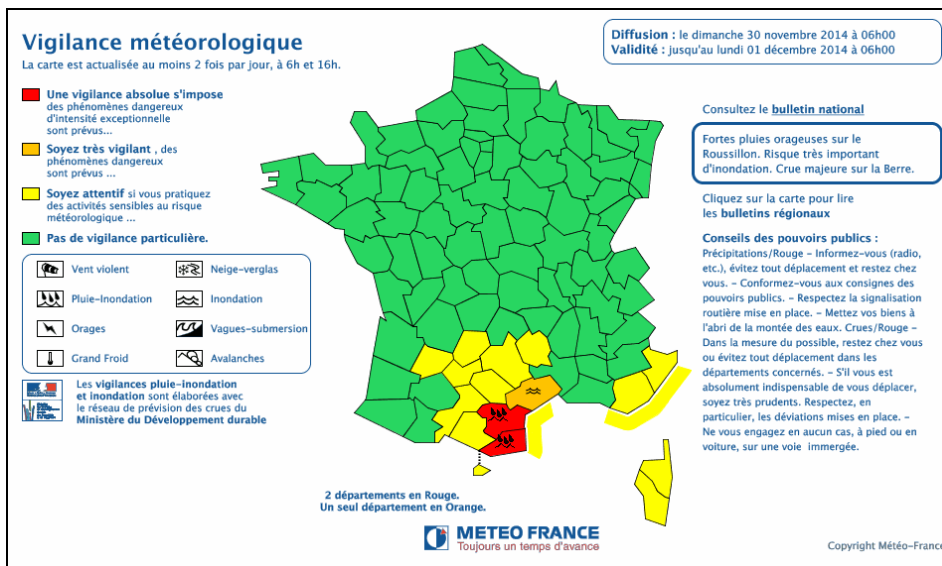 Vigilance météorologique
La carte est actualisée au moins 2 fois par jour, à 6h et 16h.
Diffusion : le dimanche 30 novembre 2014 à 06h00
Validité : jusqu'au lundi 01 décembre 2014 à 06h00
Une vigilance absolue s'impose
des phénomènes dangereux
d'intensité exceptionnelle
sont prévus...
Soyez très vigilant , des
phénomènes dangereux
sont prévus ...
Soyez attentif si vous pratiquez
des activités sensibles au risque
météorologique ...
Pas de vigilance particulière.
Vent violent
Neige-verglas
Pluie-Inondation
Inondation
Orages
Vagues-submersion
Grand Froid
Avalanches
Les vigilances pluie-inondation
et inondation sont élaborées avec
le réseau de prévision des crues du
Ministère du Développement durable
Consultez le bulletin national
Fortes pluies orageuses sur le
Roussillon. Risque très important
d'inondation. Crue majeure sur la Berre.
Cliquez sur la carte pour lire
les bulletins régionaux
Conseils des pouvoirs publics :
Précipitations/Rouge – Informez-vous (radio,
etc.), évitez tout déplacement et restez chez
vous. – Conformez-vous aux consignes des
pouvoirs publics. – Respectez la signalisation
routière mise en place. – Mettez vos biens à
l'abri de la montée des eaux. Crues/Rouge –
Dans la mesure du possible, restez chez vous
ou évitez tout déplacement dans les
départements concernés. – S'il vous est
absolument indispensable de vous déplacer,
soyez très prudents. Respectez, en
particulier, les déviations mises en place. –
Ne vous engagez en aucun cas, à pied ou en
voiture, sur une voie immergée.
2 départements en Rouge.
Un seul département en Orange.
METEO FRANCE
Toujours un temps d'avance
Copyright Météo-France